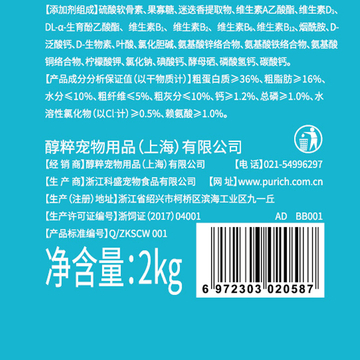 【添加剂组成】硫酸软骨素、果寡糖、迷迭香提取物、维生素A乙酸酯、维生素D₃、
DL-α-生育酚乙酸酯、维生素B₁、维生素B₂、维生素B₆、维生素B₁₂、烟酰胺、D-
泛酸钙、D-生物素、叶酸、氯化胆碱、氨基酸锌络合物、氨基酸铁络合物、氨基酸
铜络合物、柠檬酸钾、氯化钠、碘酸钙、酵母硒、磷酸氢钙、碳酸钙。
【产品成分分析保证值（以干物质计）】粗蛋白质≥36%、粗脂肪≥16%、
水分≤10%、粗纤维≤5%、粗灰分≤10%、钙≥1.2%、总磷≥1.0%、水
溶性氯化物（以Cl⁻计）≥0.5%、赖氨酸≥1.0%。
醇粹宠物用品（上海）有限公司
【经 销 商】醇粹宠物用品（上海）有限公司 【电 话】021-54996297
【生 产 商】浙江科盛宠物食品有限公司 【网 址】www.purich.com.cn
【生产（注册）地址】浙江省绍兴市柯桥区滨海工业区九一丘
【生产许可证编号】浙饲证（2017）04001 AD BB001
【产品标准编号】Q/ZKSCW 001
净含量：2kg
6 972303 020587